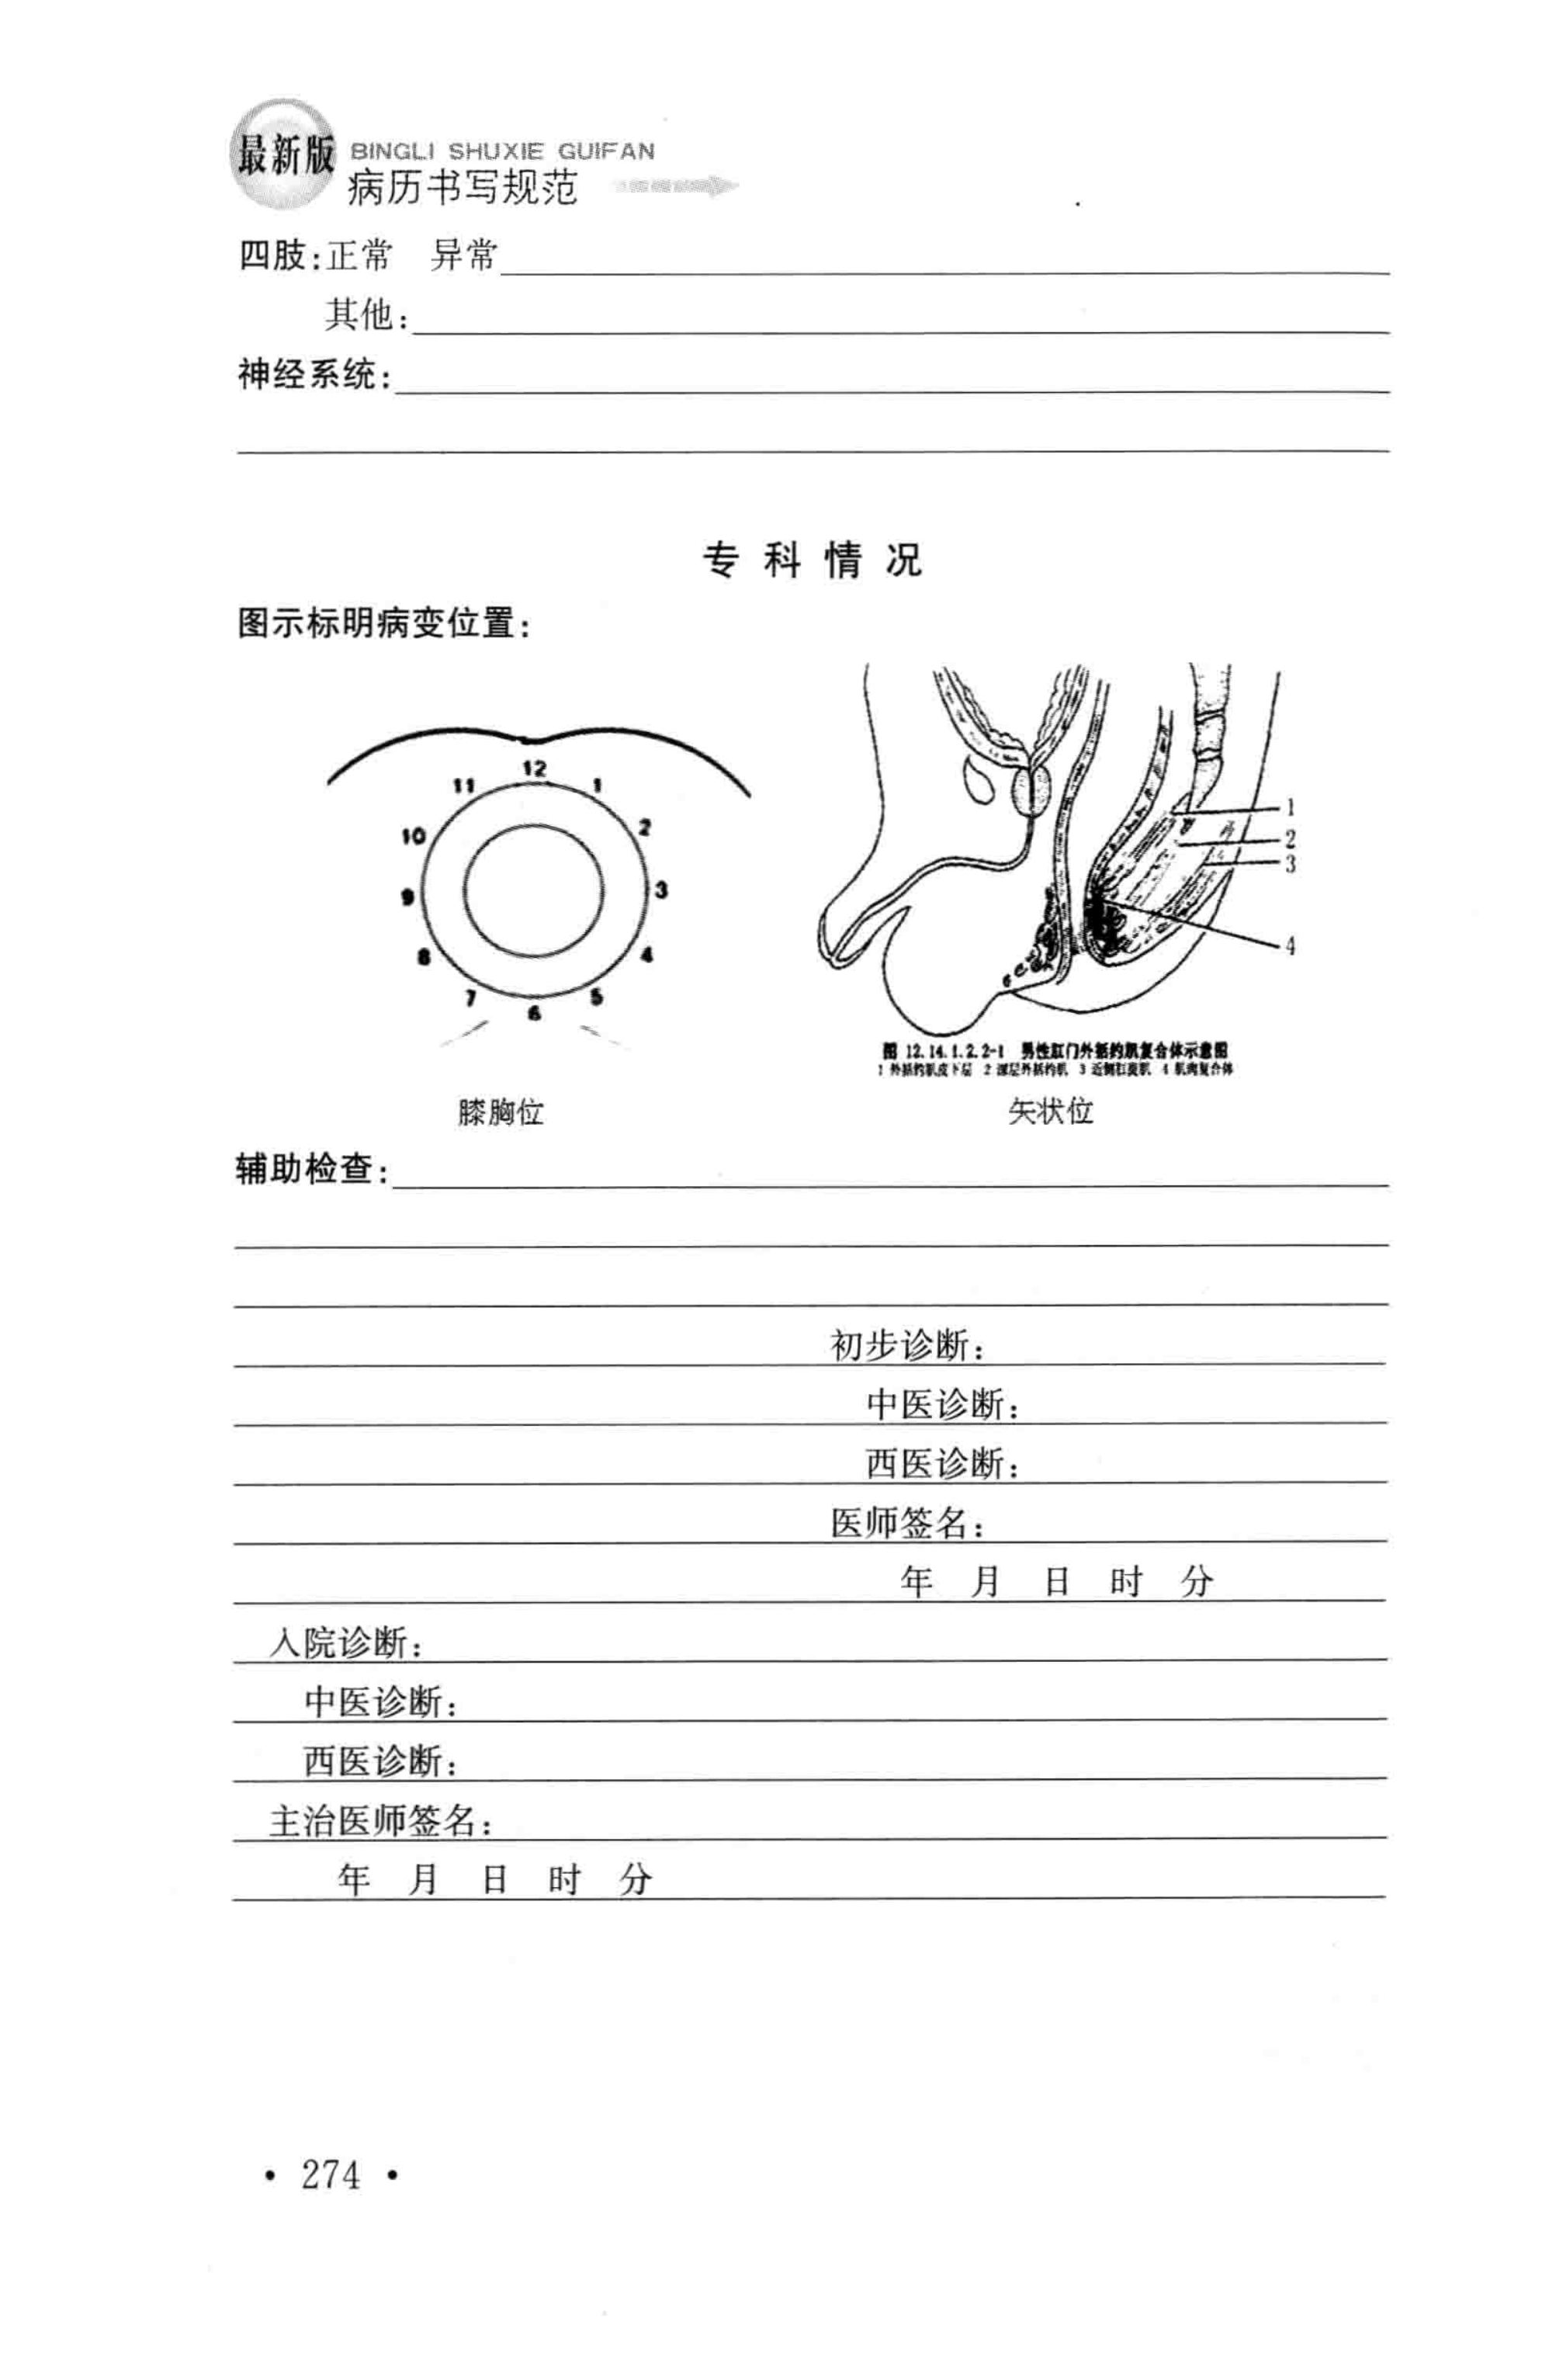 最新版
BINGLI SHUXIE GUIFAN
病历书写规范
四肢:正常 异常
其他:
神经系统:
专科情况
图示标明病变位置:
12
11 1
10 2
9 3
8 4
7 5
6
1
2
3
4
图 12.14.1.2.2-1 男性肛门外括约肌复合体示意图
1 外括约肌皮下层 2 深层外括约肌 3 近侧肛提肌 4 肌肉复合体
膝胸位 矢状位
辅助检查:
初步诊断:
中医诊断:
西医诊断:
医师签名:
年 月 日 时 分
入院诊断:
中医诊断:
西医诊断:
主治医师签名:
年 月 日 时 分
· 274 ·